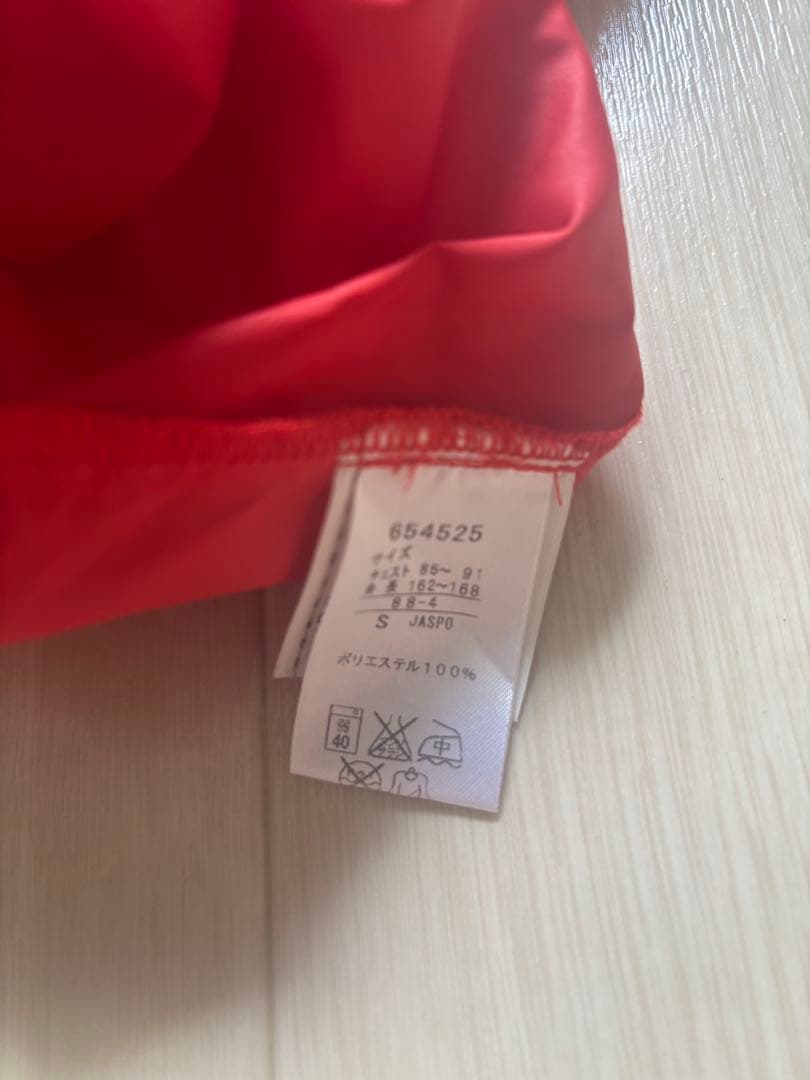 654525
サイズ
チェスト 85～ 91
身 長 162～168
88-4
S JASPO
ポリエステル100%
弱
40
中